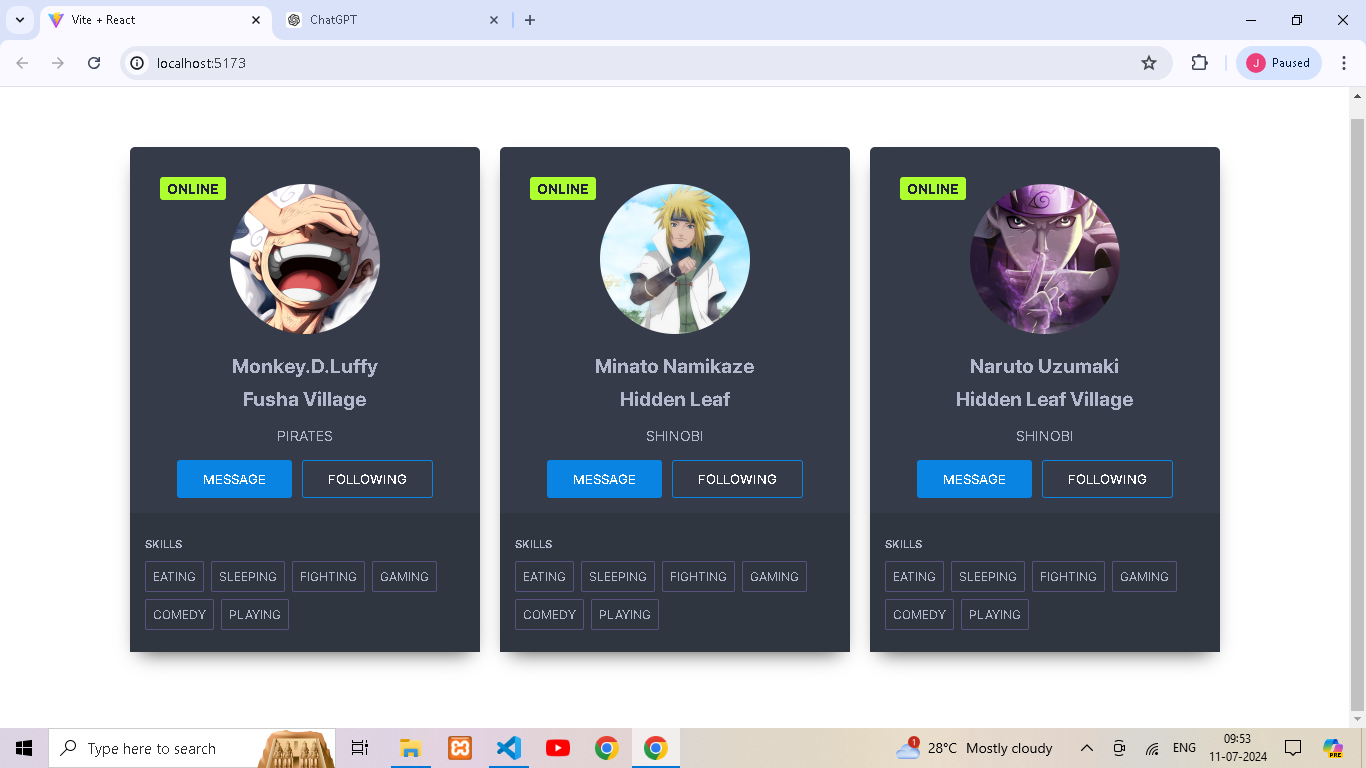 Vite + React
ChatGPT
localhost:5173
J Paused
ONLINE
Monkey.D.Luffy
Fusha Village
PIRATES
MESSAGE FOLLOWING
SKILLS
EATING SLEEPING FIGHTING GAMING
COMEDY PLAYING
ONLINE
Minato Namikaze
Hidden Leaf
SHINOBI
MESSAGE FOLLOWING
SKILLS
EATING SLEEPING FIGHTING GAMING
COMEDY PLAYING
ONLINE
Naruto Uzumaki
Hidden Leaf Village
SHINOBI
MESSAGE FOLLOWING
SKILLS
EATING SLEEPING FIGHTING GAMING
COMEDY PLAYING
Type here to search
1
28°C Mostly cloudy
ENG
09:53
11-07-2024
PRE